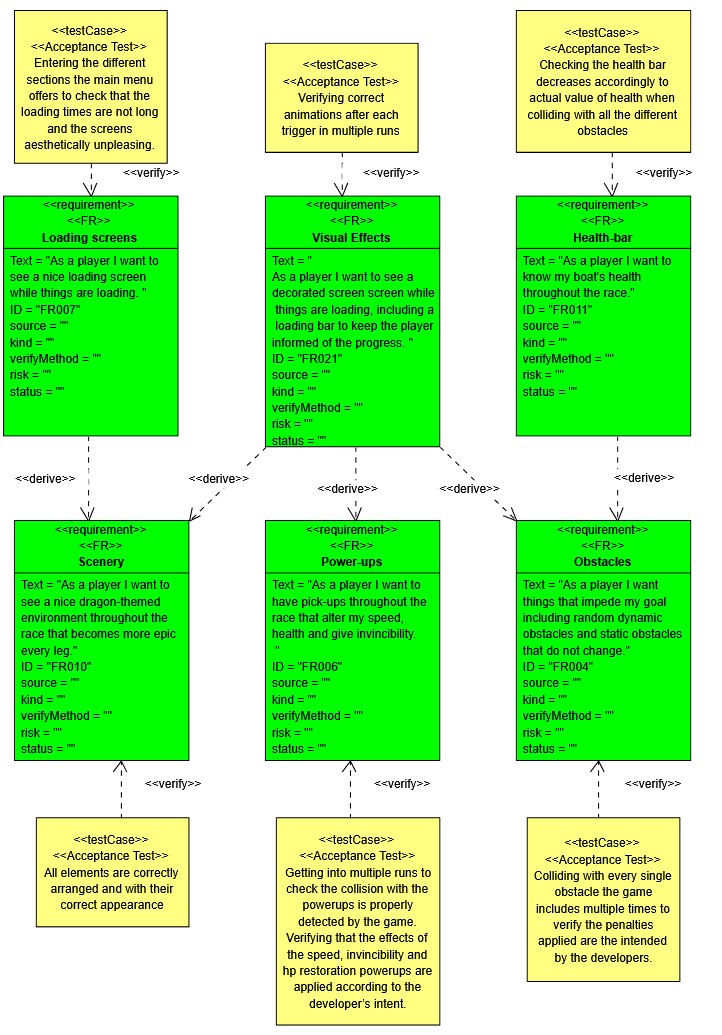 <<testCase>>
<<Acceptance Test>>
Entering the different
sections the main menu
offers to check that the
loading times are not long
and the screens
aesthetically unpleasing.
<<testCase>>
<<Acceptance Test>>
Verifying correct
animations after each
trigger in multiple runs
<<testCase>>
<<Acceptance Test>>
Checking the health bar
decreases accordingly to
actual value of health when
colliding with all the different
obstacles
<<verify>>
<<verify>>
<<verify>>
<<requirement>>
<<FR>>
Loading screens
Text = "As a player I want to
see a nice loading screen
while things are loading. "
ID = "FR007"
source = ""
kind = ""
verifyMethod = ""
risk = ""
status = ""
<<requirement>>
<<FR>>
Visual Effects
Text = "
As a player I want to see a
decorated screen screen while
things are loading, including a
loading bar to keep the player
informed of the progress. "
ID = "FR021"
source = ""
kind = ""
verifyMethod = ""
risk = ""
status = ""
<<requirement>>
<<FR>>
Health-bar
Text = "As a player I want to
know my boat's health
throughout the race."
ID = "FR011"
source = ""
kind = ""
verifyMethod = ""
risk = ""
status = ""
<<derive>>
<<derive>>
<<derive>>
<<derive>>
<<derive>>
<<requirement>>
<<FR>>
Scenery
Text = "As a player I want to
see a nice dragon-themed
environment throughout the
race that becomes more epic
every leg."
ID = "FR010"
source = ""
kind = ""
verifyMethod = ""
risk = ""
status = ""
<<requirement>>
<<FR>>
Power-ups
Text = "As a player I want to
have pick-ups throughout the
race that alter my speed,
health and give invincibility.
"
ID = "FR006"
source = ""
kind = ""
verifyMethod = ""
risk = ""
status = ""
<<requirement>>
<<FR>>
Obstacles
Text = "As a player I want
things that impede my goal
including random dynamic
obstacles and static obstacles
that do not change."
ID = "FR004"
source = ""
kind = ""
verifyMethod = ""
risk = ""
status = ""
<<verify>>
<<verify>>
<<verify>>
<<testCase>>
<<Acceptance Test>>
All elements are correctly
arranged and with their
correct appearance
<<testCase>>
<<Acceptance Test>>
Getting into multiple runs to
check the collision with the
powerups is properly
detected by the game.
Verifying that the effects of
the speed, invincibility and
hp restoration powerups are
applied according to the
developer's intent.
<<testCase>>
<<Acceptance Test>>
Colliding with every single
obstacle the game
includes multiple times to
verify the penalties
applied are the intended
by the developers.